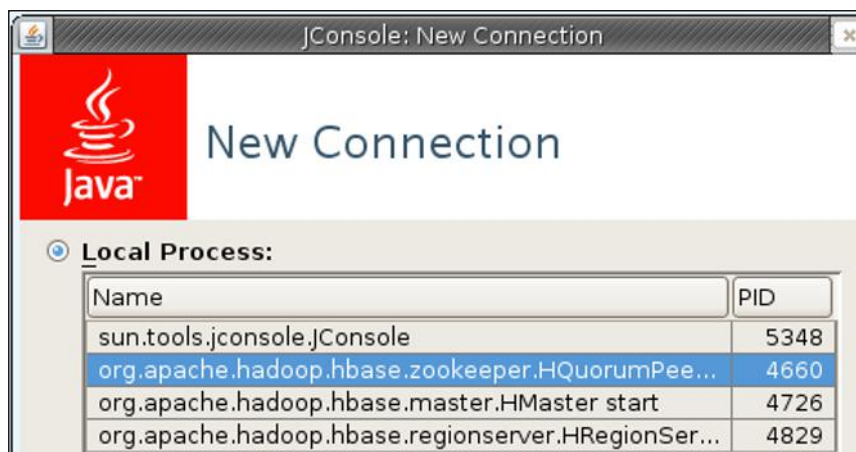 JConsole: New Connection
Java™
New Connection
Local Process:
Name PID
sun.tools.jconsole.JConsole 5348
org.apache.hadoop.hbase.zookeeper.HQuorumPee... 4660
org.apache.hadoop.hbase.master.HMaster start 4726
org.apache.hadoop.hbase.regionserver.HRegionSer... 4829